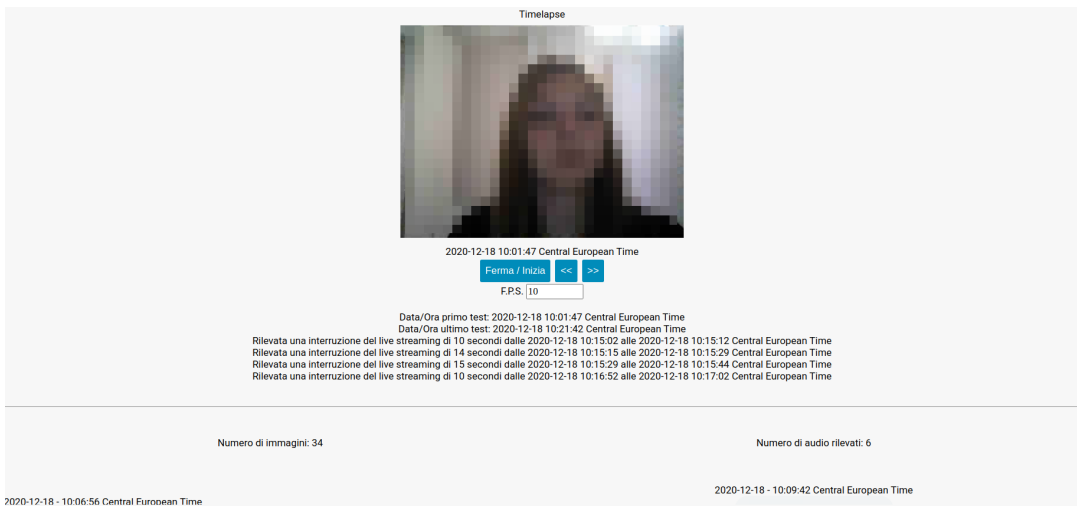 Timelapse
2020-12-18 10:01:47 Central European Time
Ferma / Inizia << >>
F.P.S. 10
Data/Ora primo test: 2020-12-18 10:01:47 Central European Time
Data/Ora ultimo test: 2020-12-18 10:21:42 Central European Time
Rilevata una interruzione del live streaming di 10 secondi dalle 2020-12-18 10:15:02 alle 2020-12-18 10:15:12 Central European Time
Rilevata una interruzione del live streaming di 14 secondi dalle 2020-12-18 10:15:15 alle 2020-12-18 10:15:29 Central European Time
Rilevata una interruzione del live streaming di 15 secondi dalle 2020-12-18 10:15:29 alle 2020-12-18 10:15:44 Central European Time
Rilevata una interruzione del live streaming di 10 secondi dalle 2020-12-18 10:16:52 alle 2020-12-18 10:17:02 Central European Time
Numero di immagini: 34
Numero di audio rilevati: 6
2020-12-18 - 10:09:42 Central European Time
2020-12-18 - 10:06:56 Central European Time